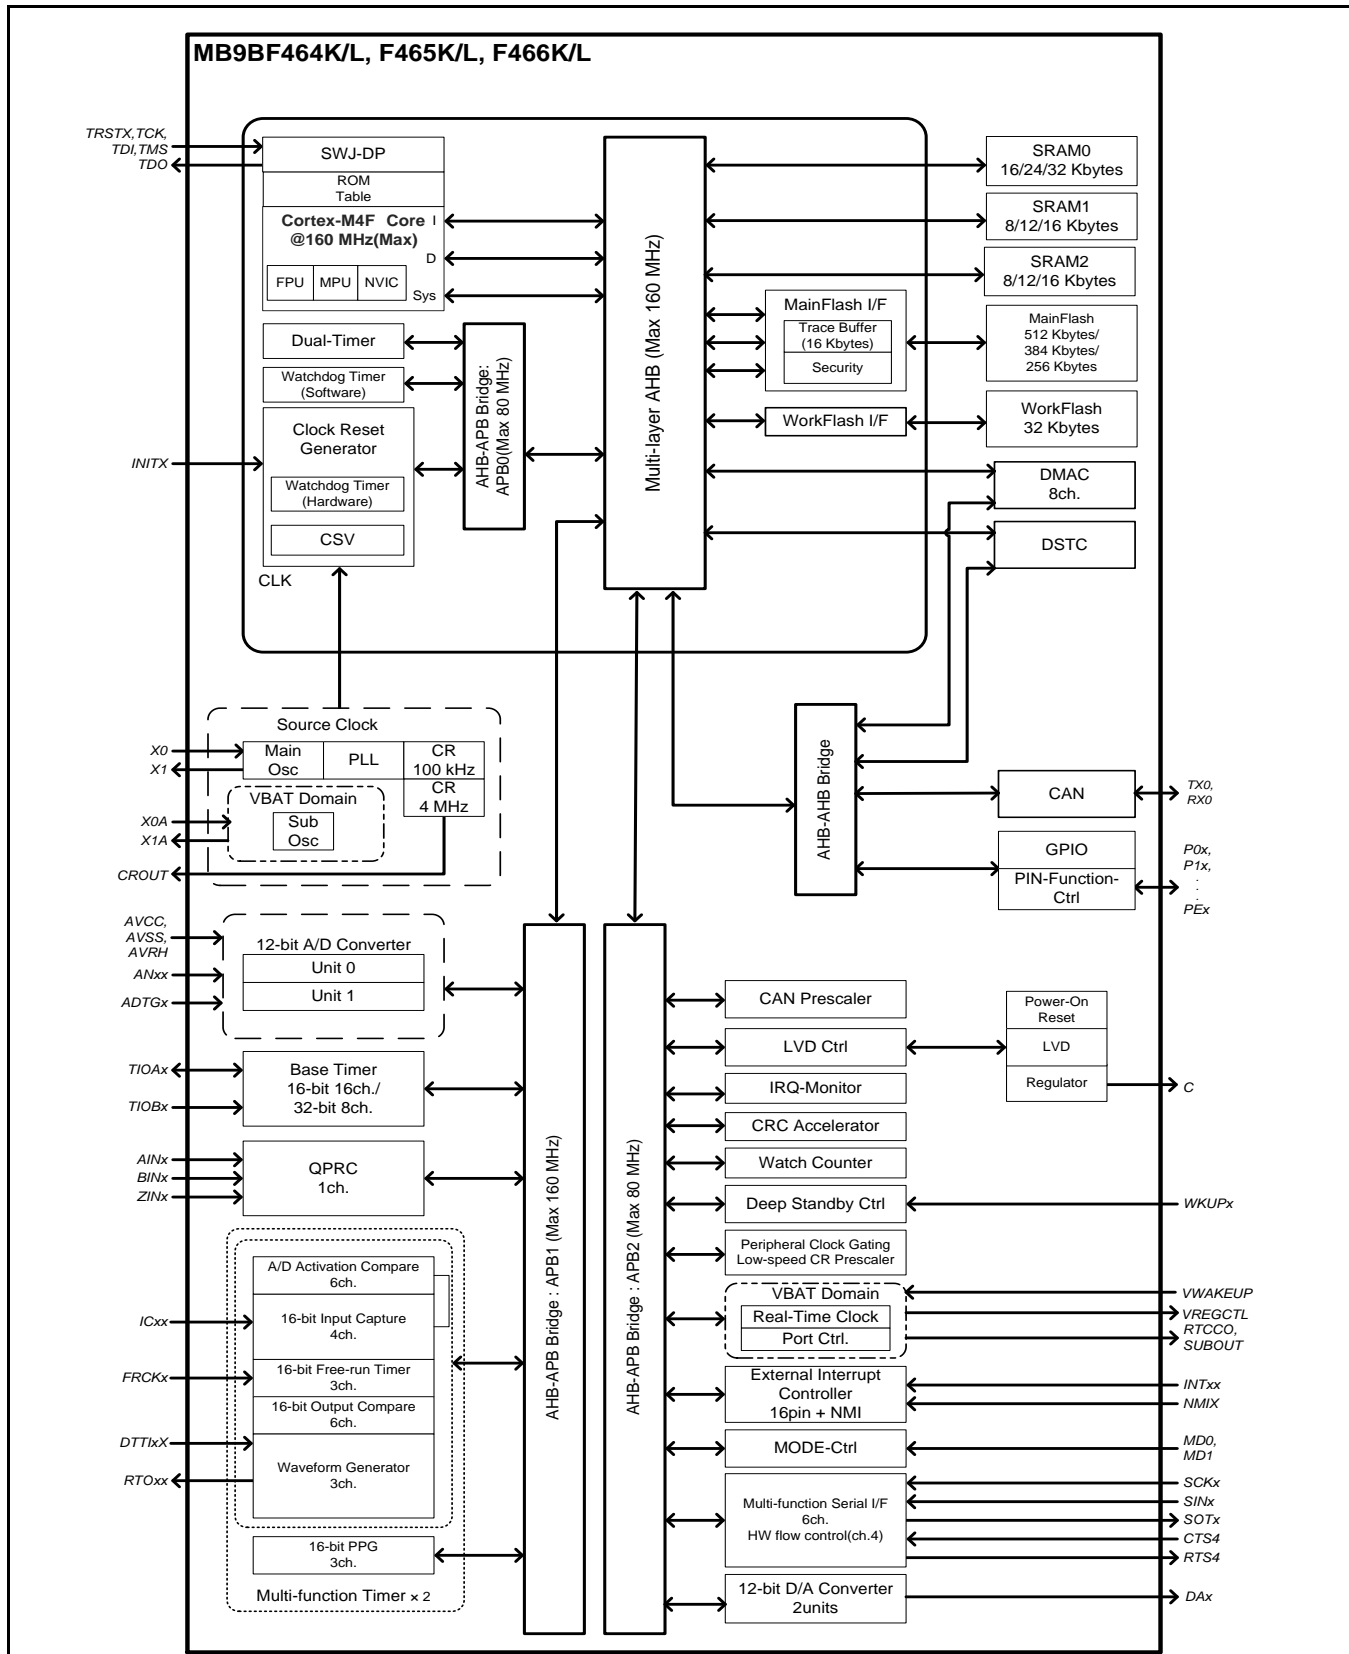 MB9BF464K/L, F465K/L, F466K/L
TRSTX,TCK,
TDI,TMS
TDO
SWJ-DP
ROM
Table
Cortex-M4F Core
@160 MHz(Max)
I
D
Sys
FPU
MPU
NVIC
Dual-Timer
Watchdog Timer
(Software)
Clock Reset
Generator
Watchdog Timer
(Hardware)
CSV
CLK
INITX
AHB-APB Bridge:
APB0(Max 80 MHz)
Multi-layer AHB (Max 160 MHz)
SRAM0
16/24/32 Kbytes
SRAM1
8/12/16 Kbytes
SRAM2
8/12/16 Kbytes
MainFlash I/F
Trace Buffer
(16 Kbytes)
Security
MainFlash
512 Kbytes/
384 Kbytes/
256 Kbytes
WorkFlash I/F
WorkFlash
32 Kbytes
DMAC
8ch.
DSTC
Source Clock
X0
X1
Main
Osc
PLL
CR
100 kHz
CR
4 MHz
VBAT Domain
Sub
Osc
X0A
X1A
CROUT
AHB-AHB Bridge
CAN
TX0,
RX0
GPIO
PIN-Function-
Ctrl
P0x,
P1x,
.
.
PEx
AVCC,
AVSS,
AVRH
ANxx
ADTGx
12-bit A/D Converter
Unit 0
Unit 1
TIOAx
TIOBx
Base Timer
16-bit 16ch./
32-bit 8ch.
AINx
BINx
ZINx
QPRC
1ch.
A/D Activation Compare
6ch.
16-bit Input Capture
4ch.
16-bit Free-run Timer
3ch.
16-bit Output Compare
6ch.
Waveform Generator
3ch.
16-bit PPG
3ch.
Multi-function Timer × 2
ICxx
FRCKx
DTTIxX
RTOxx
AHB-APB Bridge : APB1 (Max 160 MHz)
AHB-APB Bridge : APB2 (Max 80 MHz)
CAN Prescaler
LVD Ctrl
IRQ-Monitor
CRC Accelerator
Watch Counter
Deep Standby Ctrl
Peripheral Clock Gating
Low-speed CR Prescaler
VBAT Domain
Real-Time Clock
Port Ctrl.
External Interrupt
Controller
16pin + NMI
MODE-Ctrl
Multi-function Serial I/F
6ch.
HW flow control(ch.4)
12-bit D/A Converter
2units
Power-On
Reset
LVD
Regulator
C
WKUPx
VWAKEUP
VREGCTL
RTCCO,
SUBOUT
INTxx
NMIX
MD0,
MD1
SCKx
SINx
SOTx
CTS4
RTS4
DAx